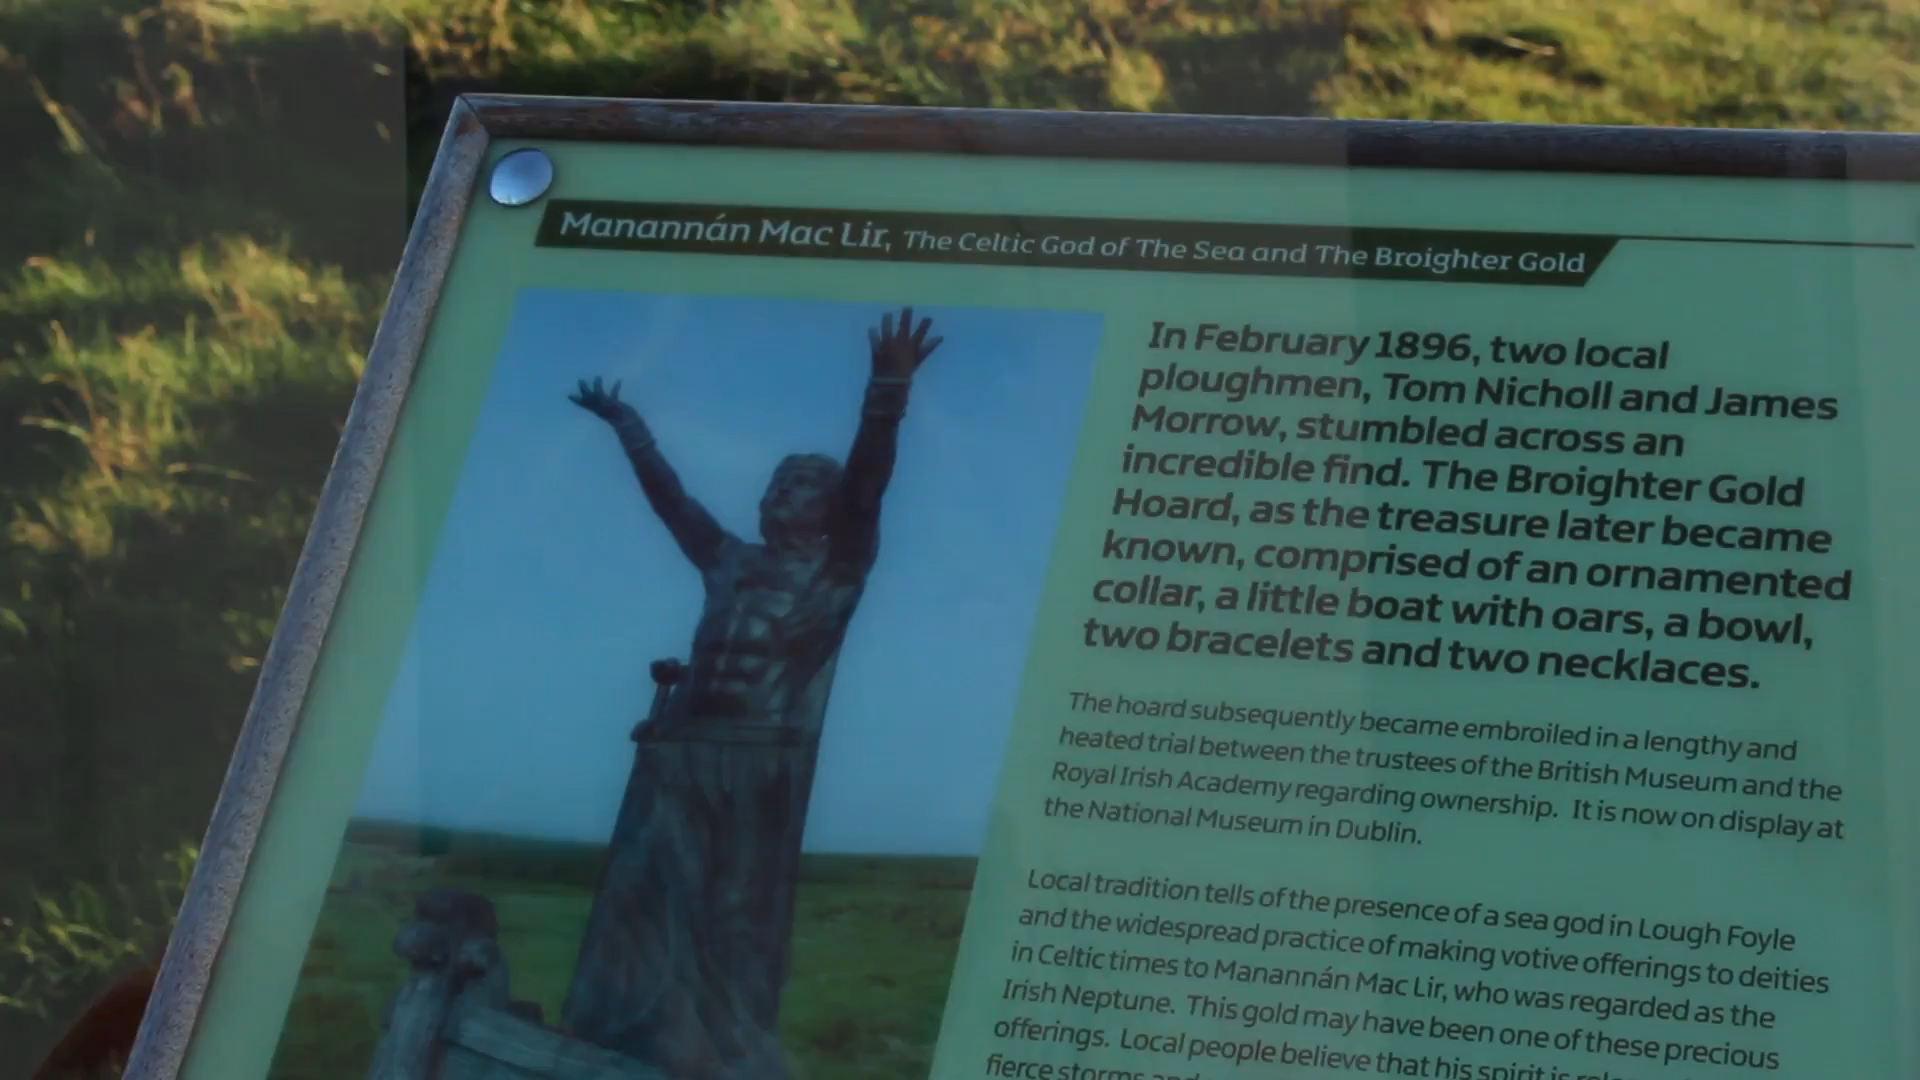 Manannán Mac Lir, The Celtic God of The Sea and The Broighter Gold
In February 1896, two local
ploughmen, Tom Nicholl and James
Morrow, stumbled across an
incredible find. The Broighter Gold
Hoard, as the treasure later became
known, comprised of an ornamented
collar, a little boat with oars, a bowl,
two bracelets and two necklaces.
The hoard subsequently became embroiled in a lengthy and
heated trial between the trustees of the British Museum and the
Royal Irish Academy regarding ownership. It is now on display at
the National Museum in Dublin.
Local tradition tells of the presence of a sea god in Lough Foyle
and the widespread practice of making votive offerings to deities
in Celtic times to Manannán Mac Lir, who was regarded as the
Irish Neptune. This gold may have been one of these precious
offerings. Local people believe that his spirit is
fierce storms and